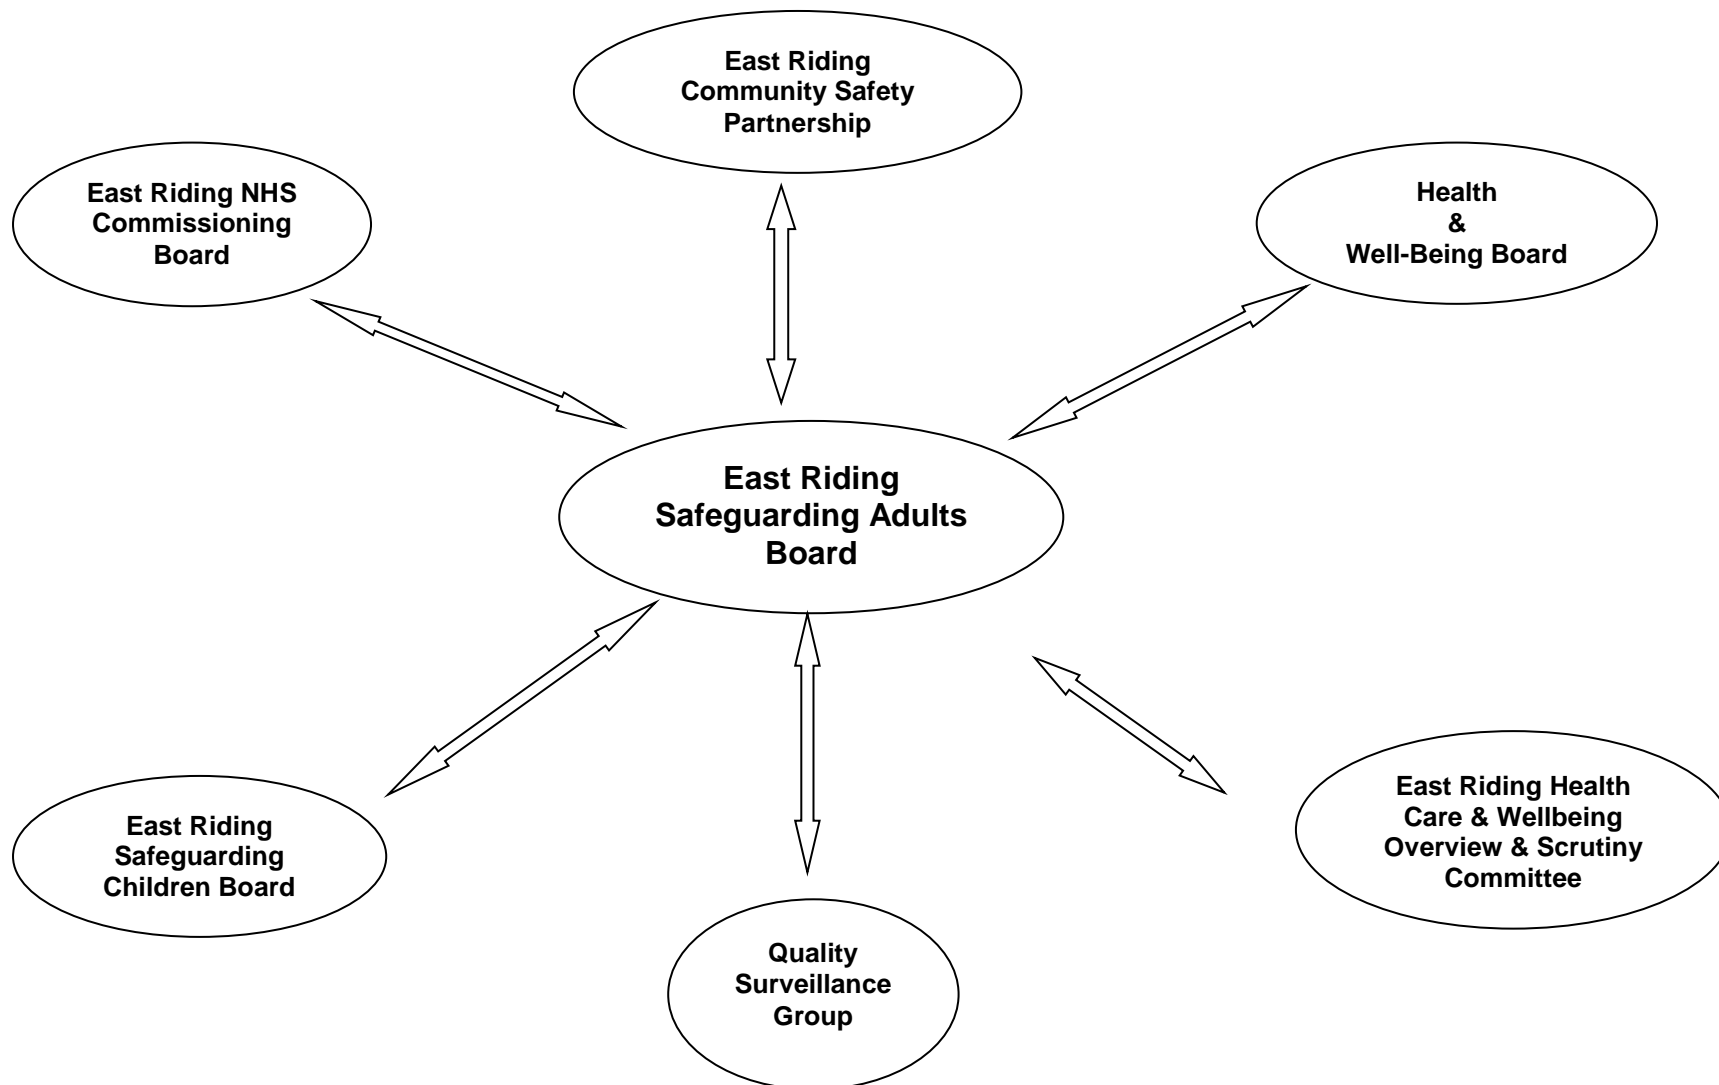 East Riding
Community Safety
Partnership
East Riding NHS
Commissioning
Board
Health
&
Well-Being Board
East Riding
Safeguarding Adults
Board
East Riding
Safeguarding
Children Board
East Riding Health
Care & Wellbeing
Overview & Scrutiny
Committee
Quality
Surveillance
Group